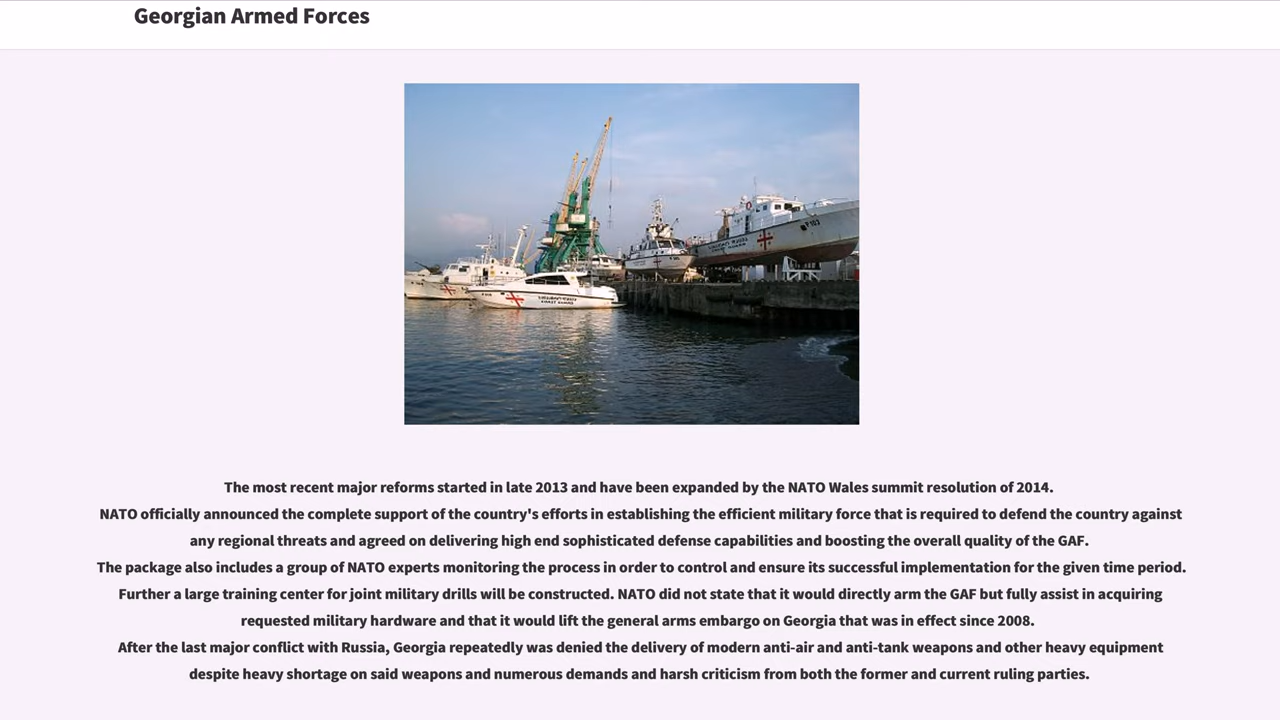 Georgian Armed Forces
COAST GUARD
P 103
The most recent major reforms started in late 2013 and have been expanded by the NATO Wales summit resolution of 2014.
NATO officially announced the complete support of the country's efforts in establishing the efficient military force that is required to defend the country against
any regional threats and agreed on delivering high end sophisticated defense capabilities and boosting the overall quality of the GAF.
The package also includes a group of NATO experts monitoring the process in order to control and ensure its successful implementation for the given time period.
Further a large training center for joint military drills will be constructed. NATO did not state that it would directly arm the GAF but fully assist in acquiring
requested military hardware and that it would lift the general arms embargo on Georgia that was in effect since 2008.
After the last major conflict with Russia, Georgia repeatedly was denied the delivery of modern anti-air and anti-tank weapons and other heavy equipment
despite heavy shortage on said weapons and numerous demands and harsh criticism from both the former and current ruling parties.